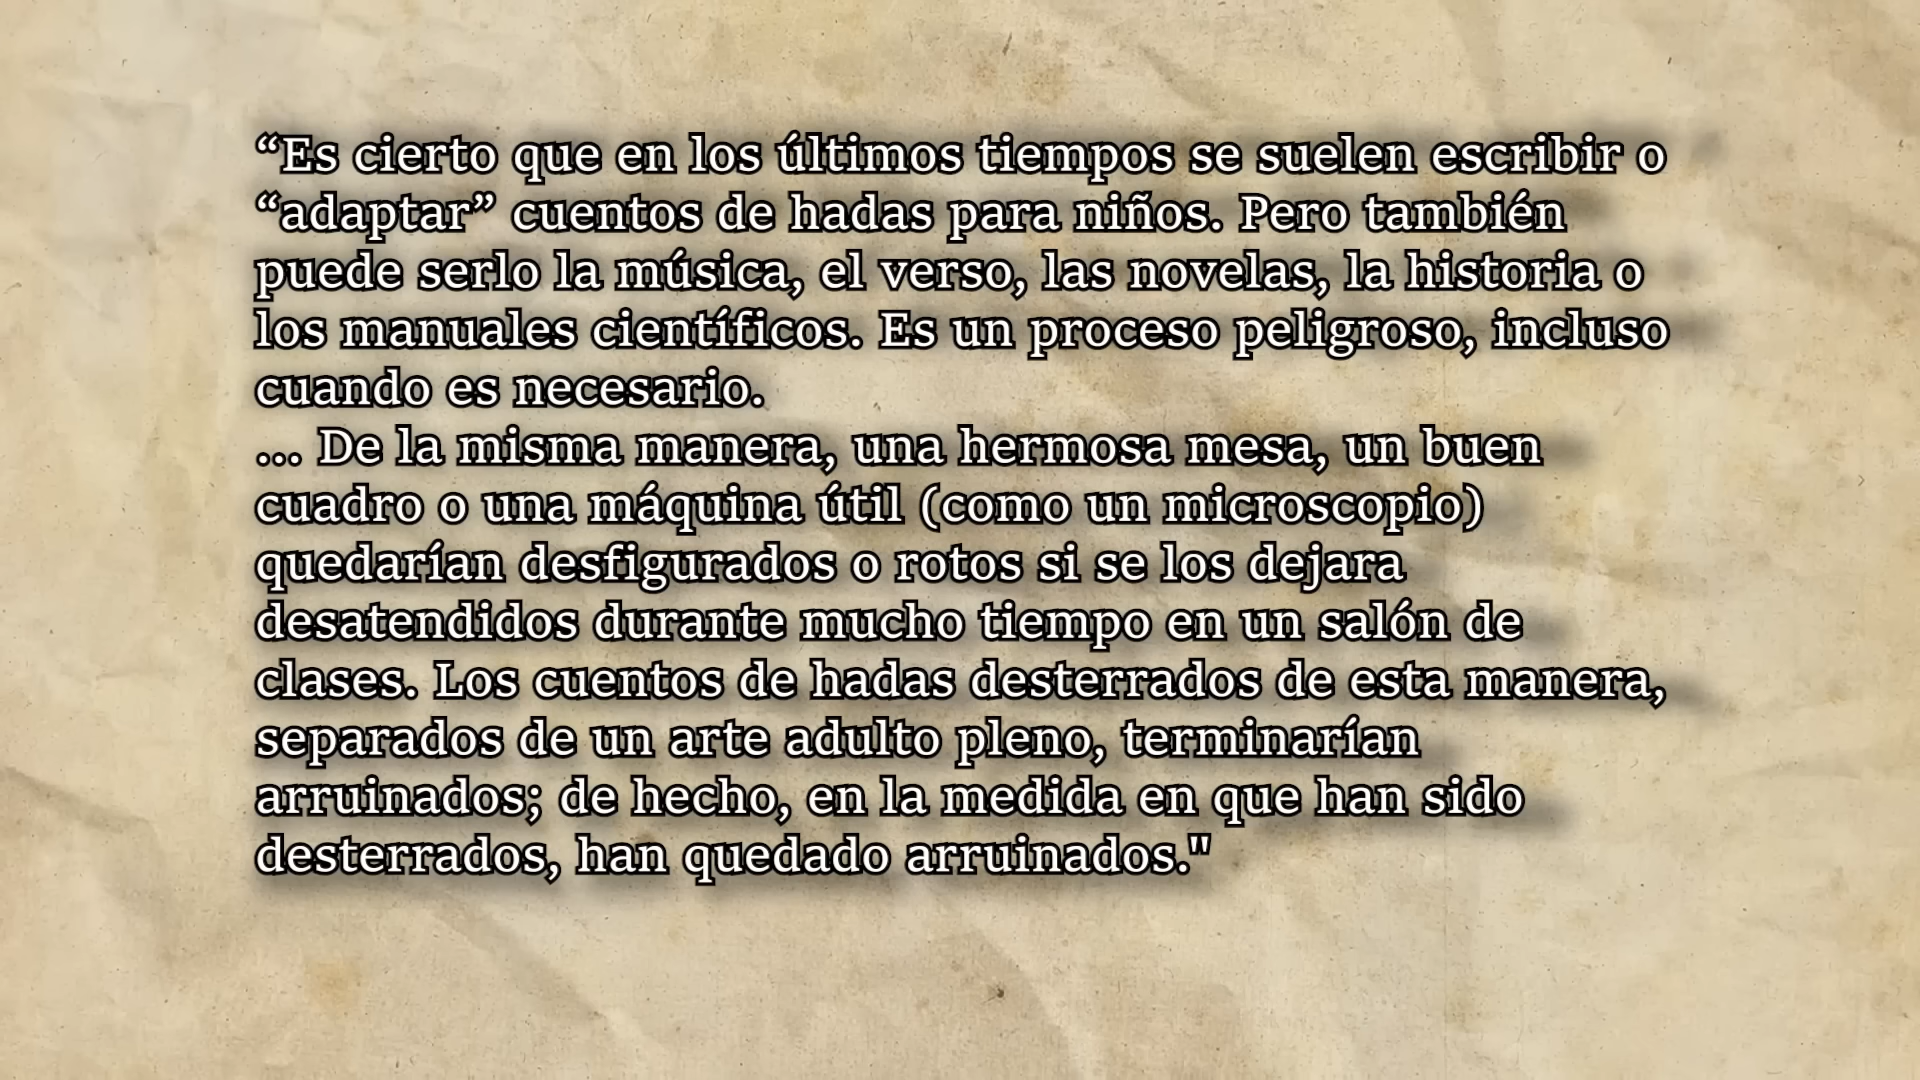 “Es cierto que en los últimos tiempos se suelen escribir o
“adaptar” cuentos de hadas para niños. Pero también
puede serlo la música, el verso, las novelas, la historia o
los manuales científicos. Es un proceso peligroso, incluso
cuando es necesario.
... De la misma manera, una hermosa mesa, un buen
cuadro o una máquina útil (como un microscopio)
quedarían desfigurados o rotos si se los dejara
desatendidos durante mucho tiempo en un salón de
clases. Los cuentos de hadas desterrados de esta manera,
separados de un arte adulto pleno, terminarían
arruinados; de hecho, en la medida en que han sido
desterrados, han quedado arruinados."